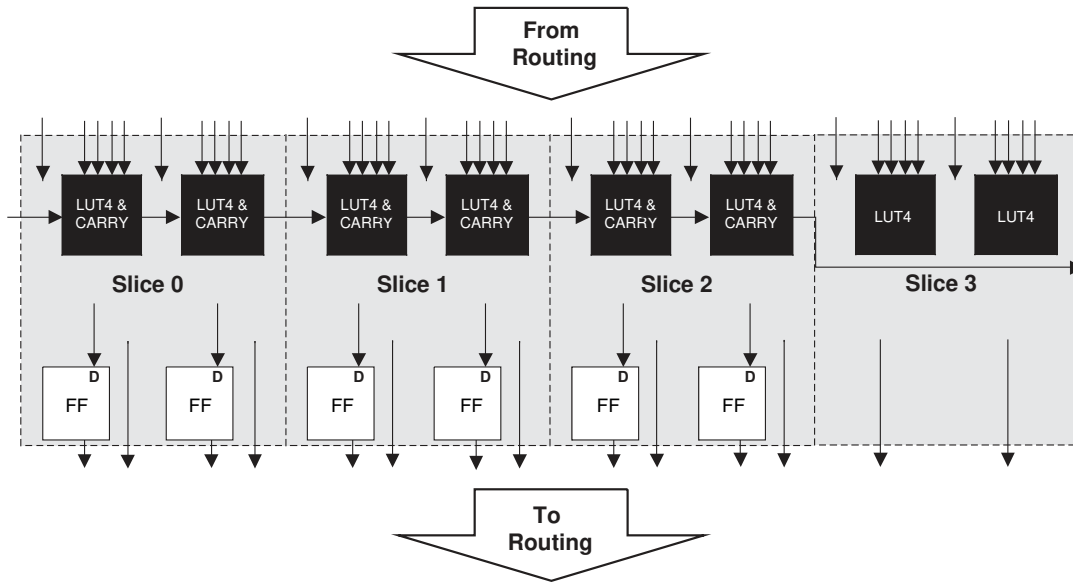 From
Routing
LUT4 &
CARRY
LUT4 &
CARRY
LUT4 &
CARRY
LUT4 &
CARRY
LUT4 &
CARRY
LUT4 &
CARRY
LUT4
LUT4
Slice 0
Slice 1
Slice 2
Slice 3
D
FF
D
FF
D
FF
D
FF
D
FF
D
FF
To
Routing